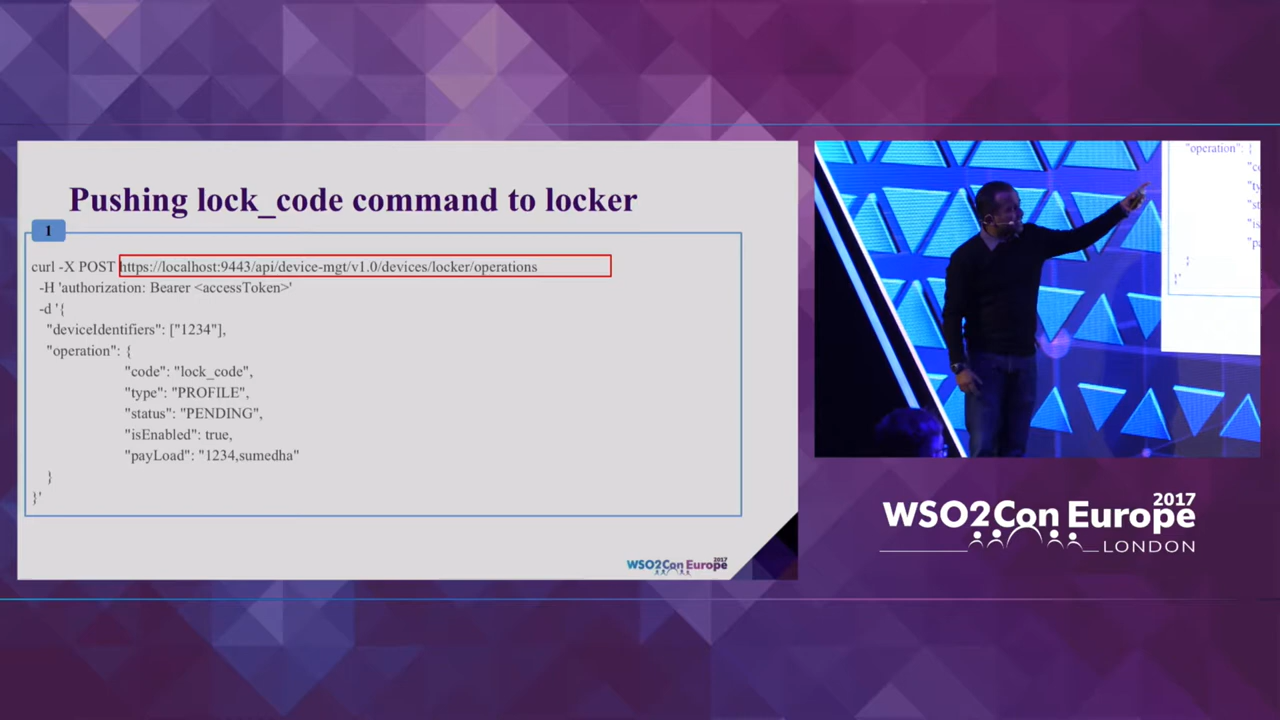 Pushing lock_code command to locker
1
curl -X POST https://localhost:9443/api/device-mgt/v1.0/devices/locker/operations
-H 'authorization: Bearer <accessToken>'
-d '{
"deviceIdentifiers": ["1234"],
"operation": {
"code": "lock_code",
"type": "PROFILE",
"status": "PENDING",
"isEnabled": true,
"payLoad": "1234,sumedha"
}
}'
WSO2Con Europe 2017
"operation": {
}'
WSO2Con Europe 2017
LONDON